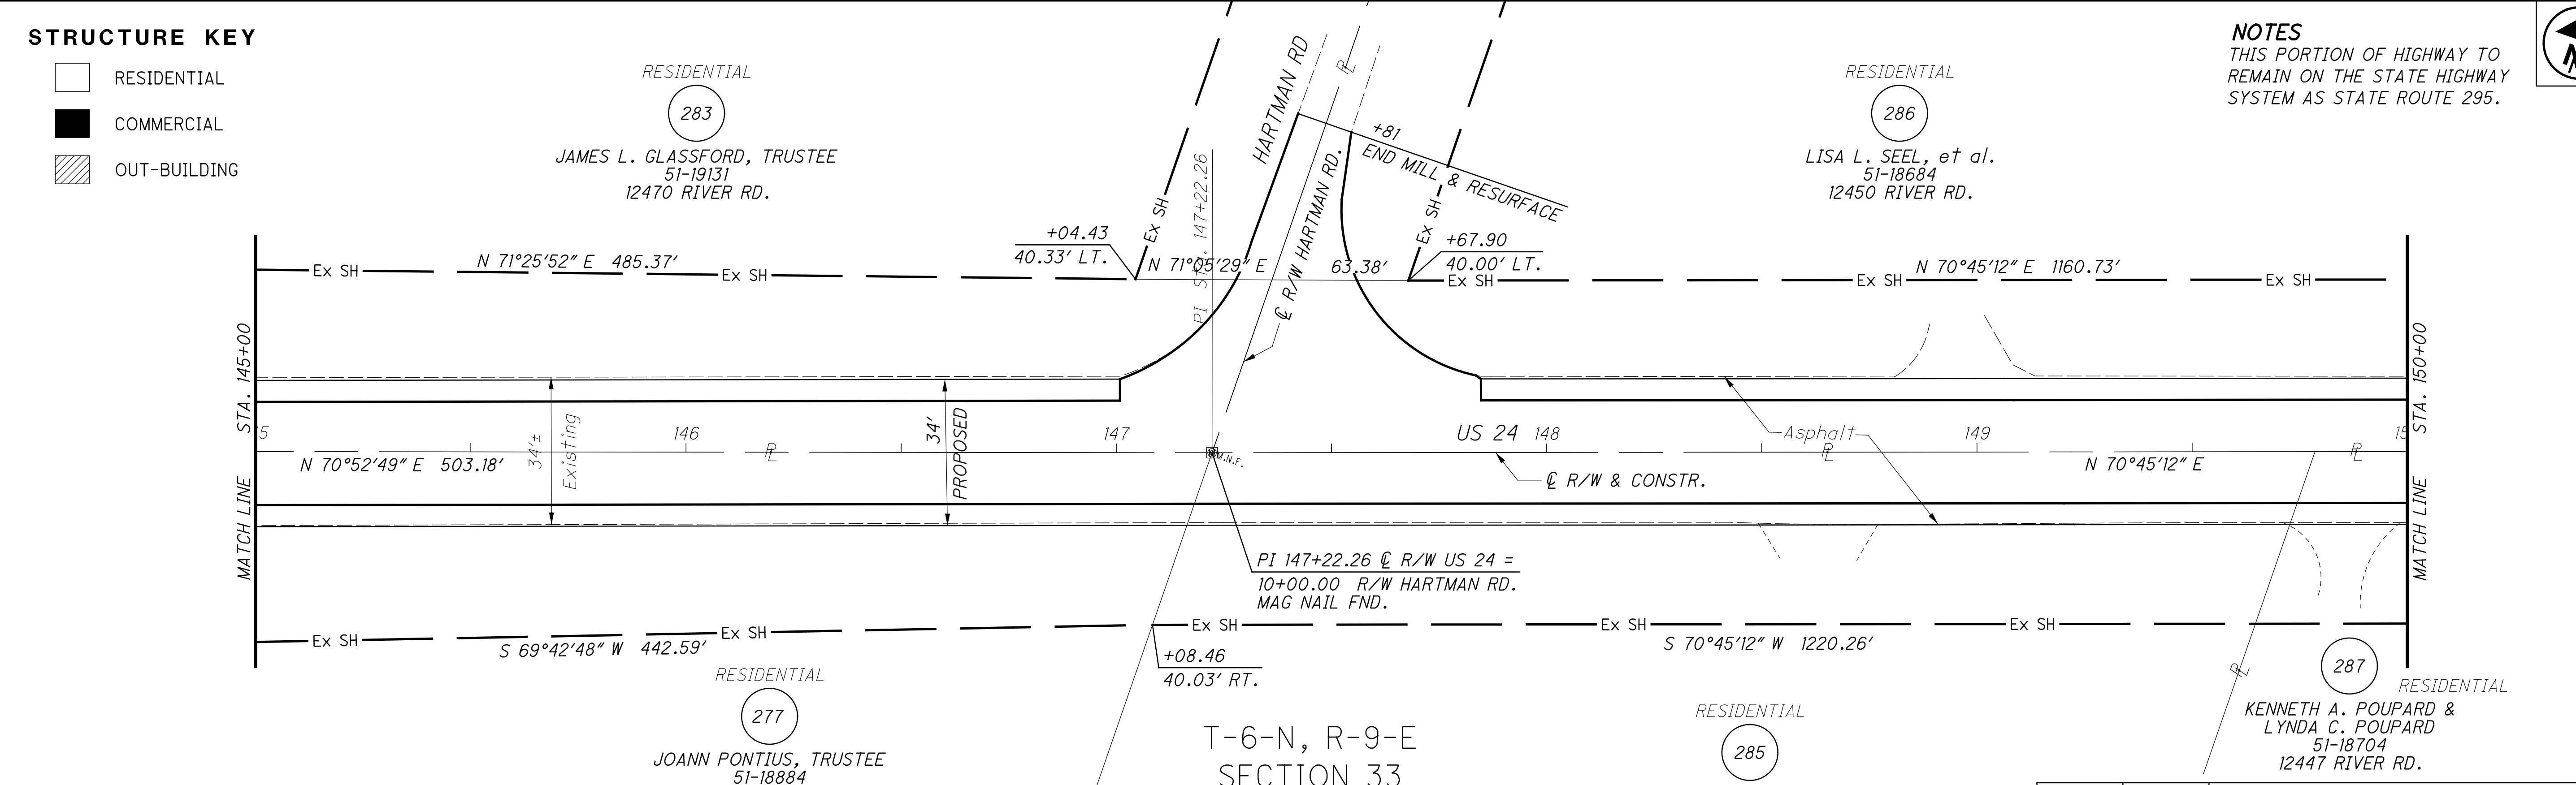 STRUCTURE KEY
RESIDENTIAL
COMMERCIAL
OUT-BUILDING
RESIDENTIAL
283
JAMES L. GLASSFORD, TRUSTEE
51-19131
12470 RIVER RD.
HARTMAN RD
PL
+81
END MILL & RESURFACE
℄ R/W HARTMAN RD.
PI Sta. 147+22.26
Ex SH
Ex SH
RESIDENTIAL
286
LISA L. SEEL, et al.
51-18684
12450 RIVER RD.
NOTES
THIS PORTION OF HIGHWAY TO
REMAIN ON THE STATE HIGHWAY
SYSTEM AS STATE ROUTE 295.
+04.43
40.33' LT.
+67.90
40.00' LT.
Ex SH
N 71°25'52" E 485.37'
Ex SH
N 71°05'29" E 63.38'
Ex SH
Ex SH
N 70°45'12" E 1160.73'
Ex SH
MATCH LINE STA. 145+00
34'±
Existing
34'
PROPOSED
5
146
PL
147
US 24
148
Asphalt
149
PL
PL
15
MATCH LINE STA. 150+00
N 70°52'49" E 503.18'
M.N.F.
℄ R/W & CONSTR.
N 70°45'12" E
PI 147+22.26 ℄ R/W US 24 =
10+00.00 R/W HARTMAN RD.
MAG NAIL FND.
Ex SH
S 69°42'48" W 442.59'
Ex SH
Ex SH
Ex SH
S 70°45'12" W 1220.26'
Ex SH
+08.46
40.03' RT.
PL
RESIDENTIAL
277
JOANN PONTIUS, TRUSTEE
51-18884
T-6-N, R-9-E
SECTION 33
RESIDENTIAL
285
287
RESIDENTIAL
KENNETH A. POUPARD &
LYNDA C. POUPARD
51-18704
12447 RIVER RD.